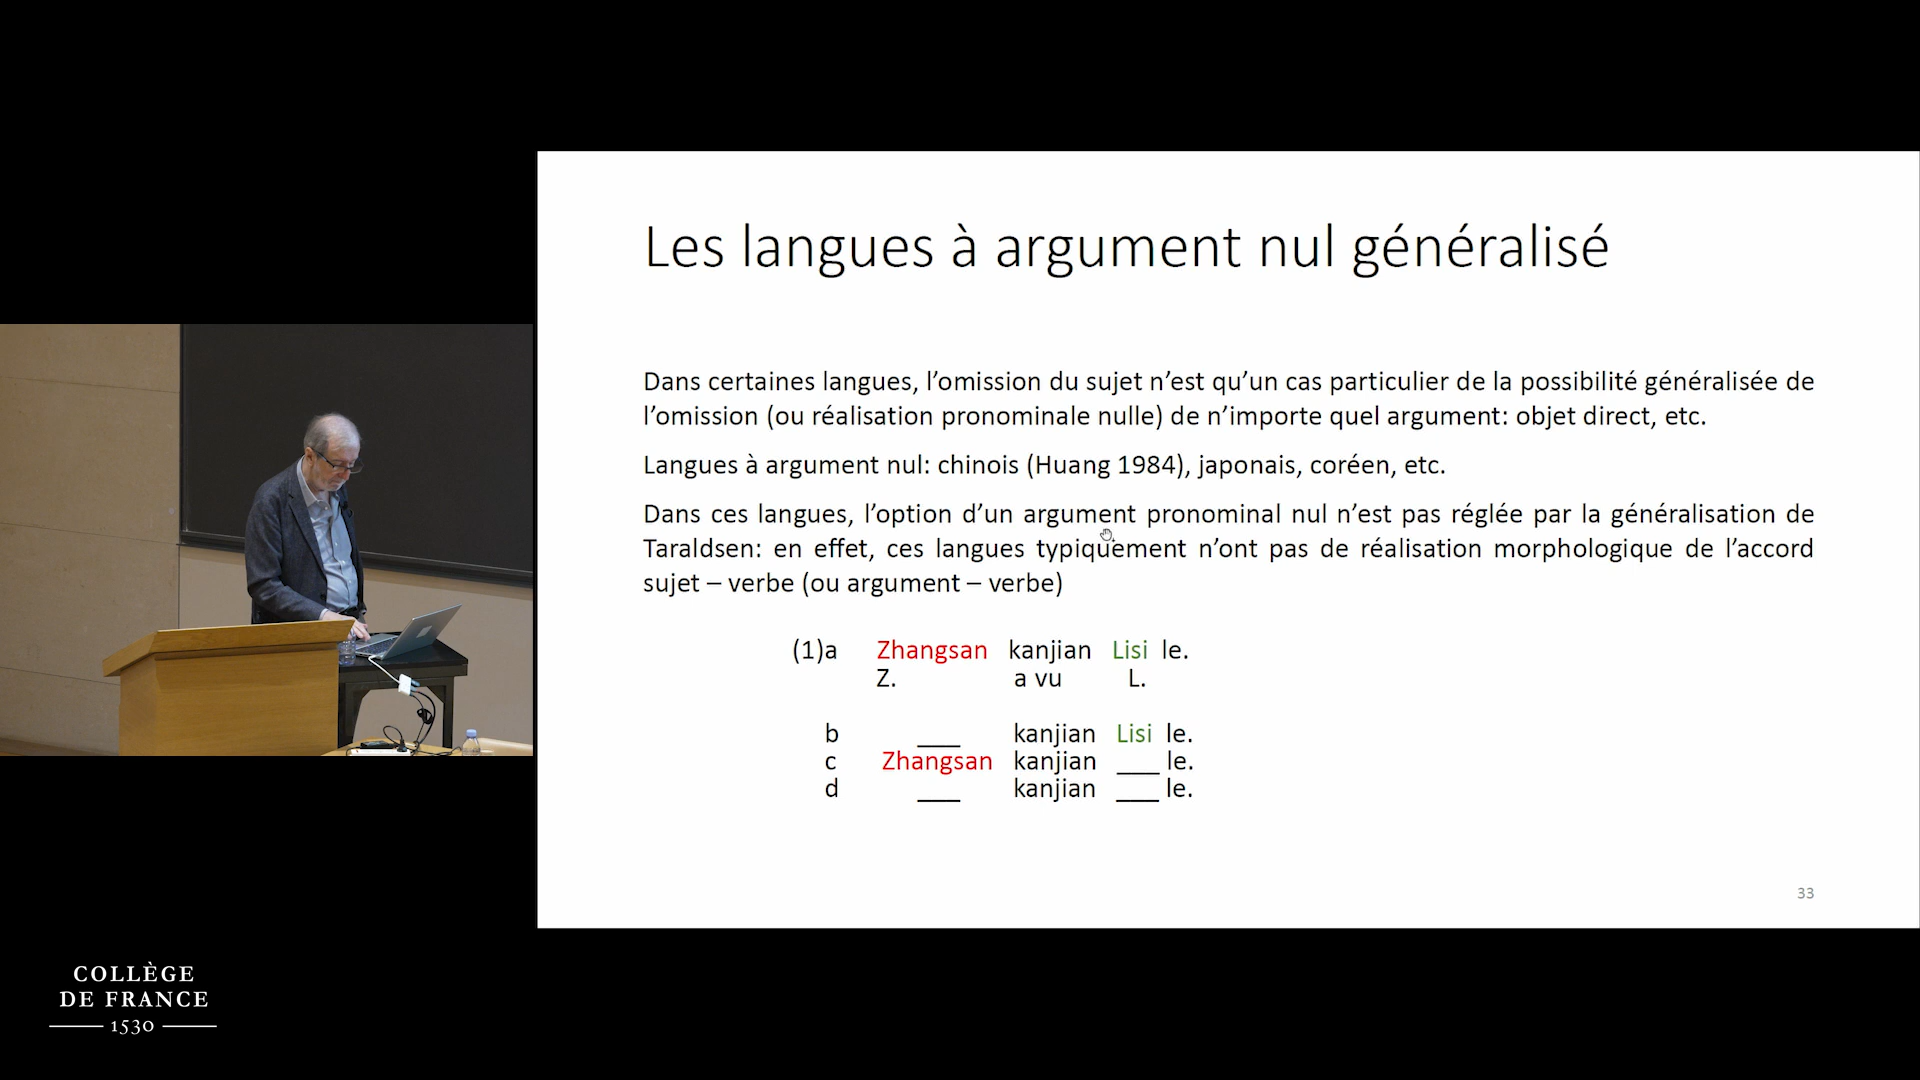 Les langues à argument nul généralisé
Dans certaines langues, l’omission du sujet n’est qu’un cas particulier de la possibilité généralisée de
l’omission (ou réalisation pronominale nulle) de n’importe quel argument: objet direct, etc.
Langues à argument nul: chinois (Huang 1984), japonais, coréen, etc.
Dans ces langues, l’option d’un argument pronominal nul n’est pas réglée par la généralisation de
Taraldsen: en effet, ces langues typiquement n’ont pas de réalisation morphologique de l’accord
sujet – verbe (ou argument – verbe)
(1)a Zhangsan kanjian Lisi le.
Z. a vu L.
b ___ kanjian Lisi le.
c Zhangsan kanjian ___ le.
d ___ kanjian ___ le.
33
COLLÈGE
DE FRANCE
1530